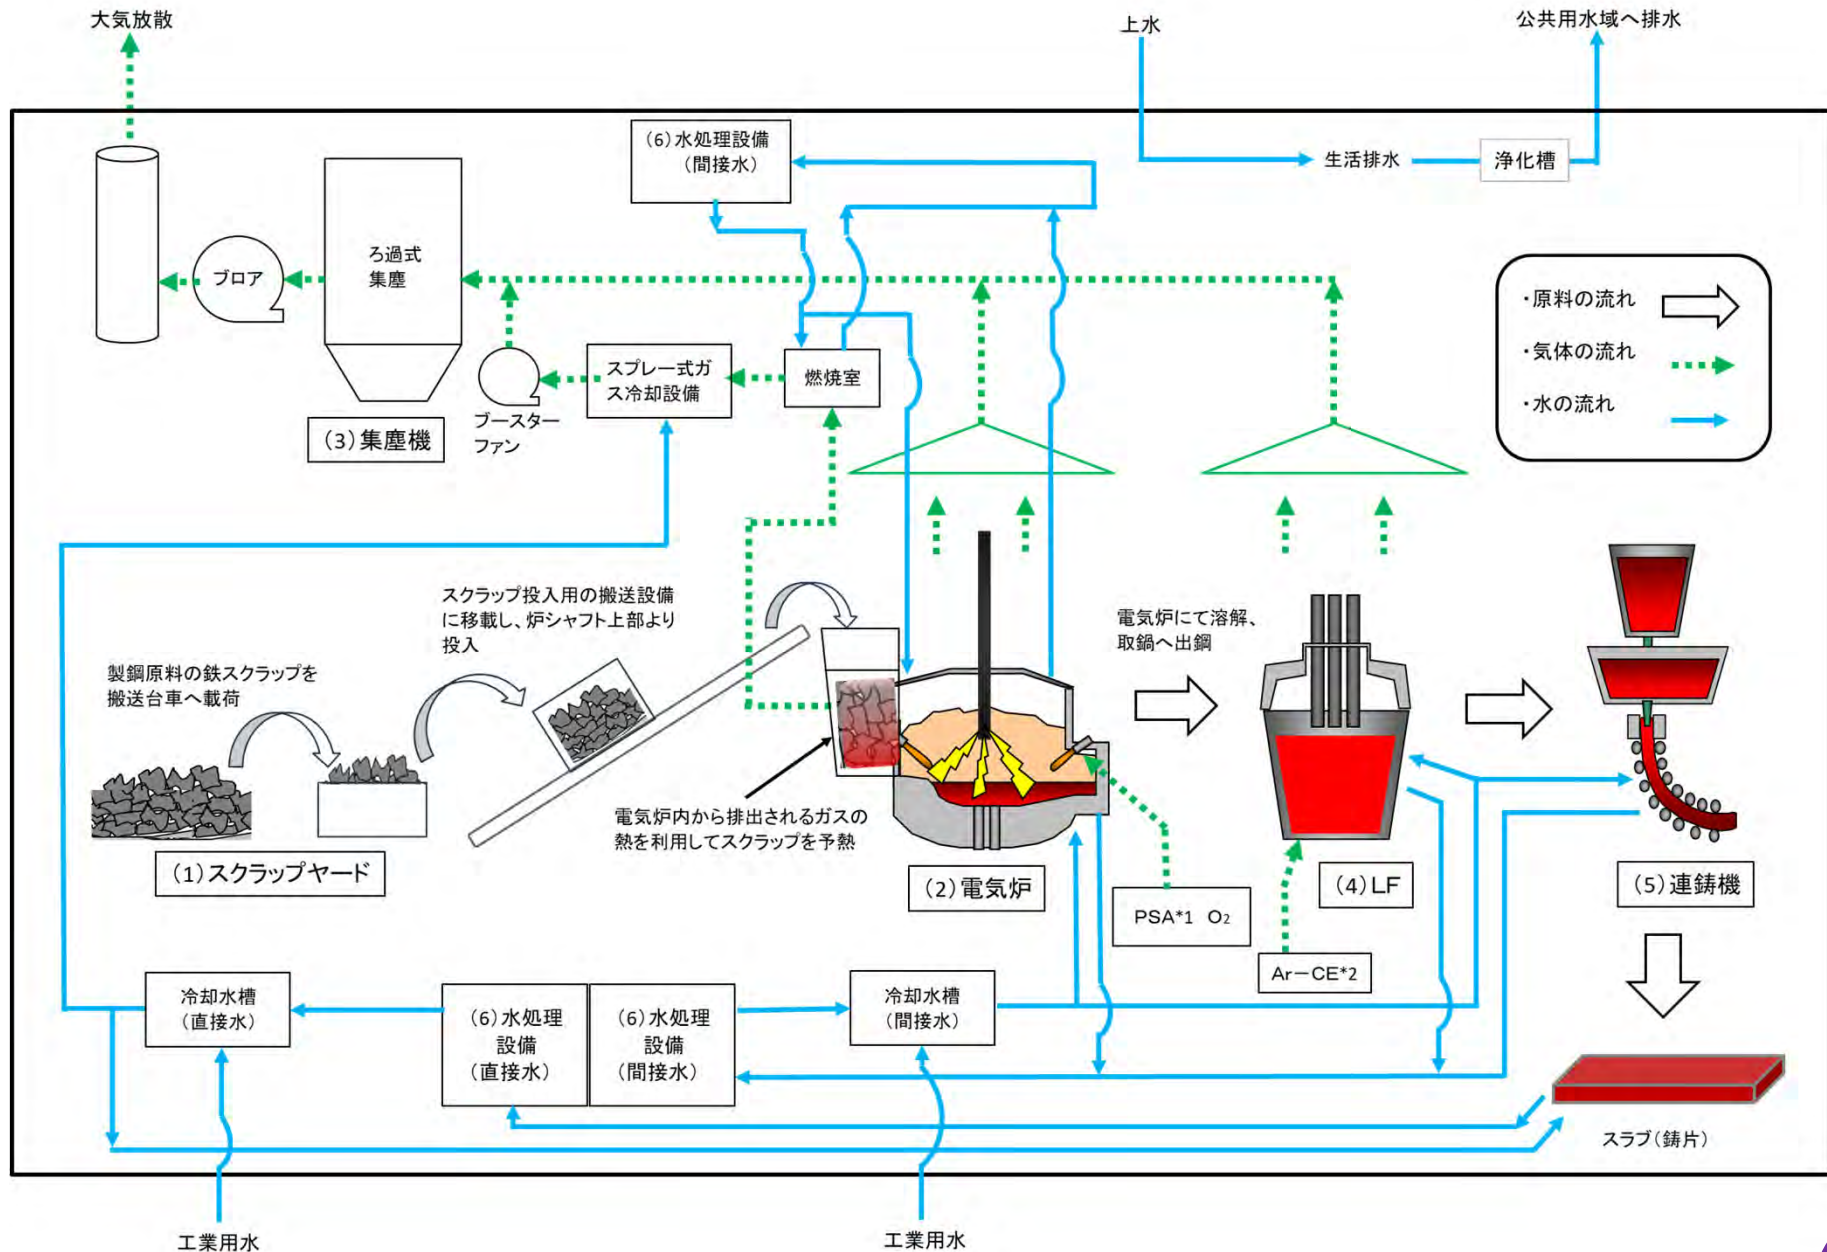 大気放散
上水
公共用水域へ排水
(6)水処理設備
(間接水)
生活排水
浄化槽
ブロア
ろ過式
集塵
・原料の流れ
・気体の流れ
・水の流れ
スプレー式ガ
ス冷却設備
燃焼室
ブースター
ファン
(3)集塵機
スクラップ投入用の搬送設備
に移載し、炉シャフト上部より
投入
電気炉にて溶解、
取鍋へ出鋼
製鋼原料の鉄スクラップを
搬送台車へ載荷
電気炉内から排出されるガスの
熱を利用してスクラップを予熱
(1)スクラップヤード
(2)電気炉
(4)LF
(5)連鋳機
PSA*1 O₂
Ar－CE*2
冷却水槽
(直接水)
(6)水処理
設備
(直接水)
(6)水処理
設備
(間接水)
冷却水槽
(間接水)
スラブ(鋳片)
工業用水
工業用水